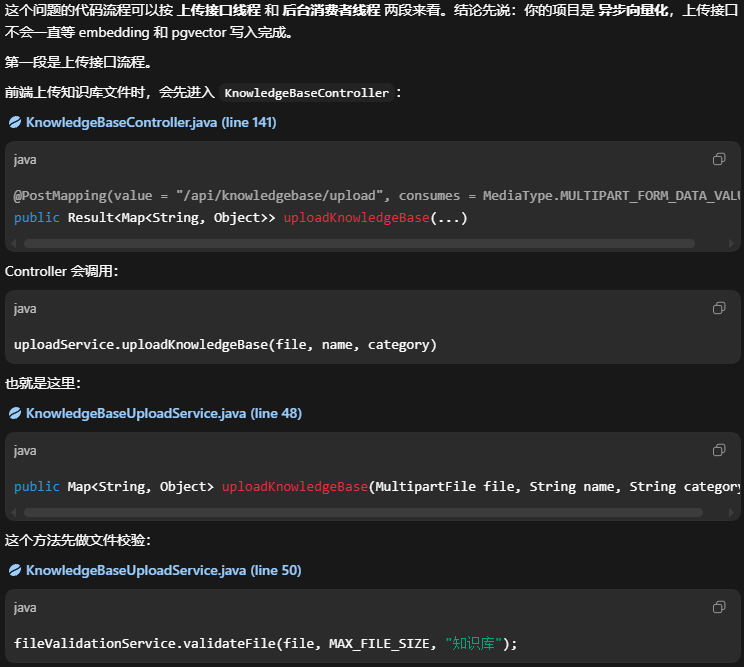 这个问题的代码流程可以按 上传接口线程 和 后台消费者线程 两段来看。结论先说：你的项目是 异步向量化，上传接口
不会一直等 embedding 和 pgvector 写入完成。
第一段是上传接口流程。
前端上传知识库文件时，会先进入 KnowledgeBaseController：
KnowledgeBaseController.java (line 141)
java
@PostMapping(value = "/api/knowledgebase/upload", consumes = MediaType.MULTIPART_FORM_DATA_VALU
public Result<Map<String, Object>> uploadKnowledgeBase(...)
Controller 会调用：
java
uploadService.uploadKnowledgeBase(file, name, category)
也就是这里：
KnowledgeBaseUploadService.java (line 48)
java
public Map<String, Object> uploadKnowledgeBase(MultipartFile file, String name, String category
这个方法先做文件校验：
KnowledgeBaseUploadService.java (line 50)
java
fileValidationService.validateFile(file, MAX_FILE_SIZE, "知识库");